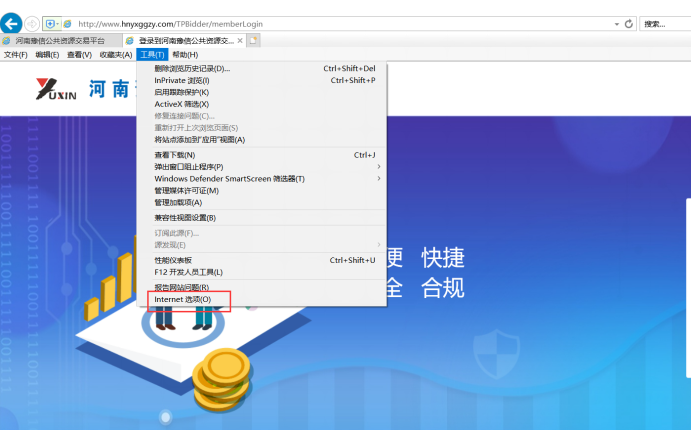 http://www.hnyxggzy.com/TPBidder/memberLogin
搜索...
河南豫信公共资源交易平台
登录到河南豫信公共资源交...
文件(F) 编辑(E) 查看(V) 收藏夹(A) 工具(T) 帮助(H)
删除浏览历史记录(D)... Ctrl+Shift+Del
InPrivate 浏览(I) Ctrl+Shift+P
启用跟踪保护(K)
ActiveX 筛选(X)
修复连接问题(C)...
重新打开上次浏览页面(S)
将站点添加到“应用”视图(A)
查看下载(N) Ctrl+J
弹出窗口阻止程序(P)
Windows Defender SmartScreen 筛选器(T)
管理媒体许可证(M)
管理加载项(A)
兼容性视图设置(B)
订阅此源(F)...
源发现(E)
性能仪表板 Ctrl+Shift+U
F12 开发人员工具(L)
报告网站问题(R)
Internet 选项(O)
YUXIN 河南
便 快捷
全 合规